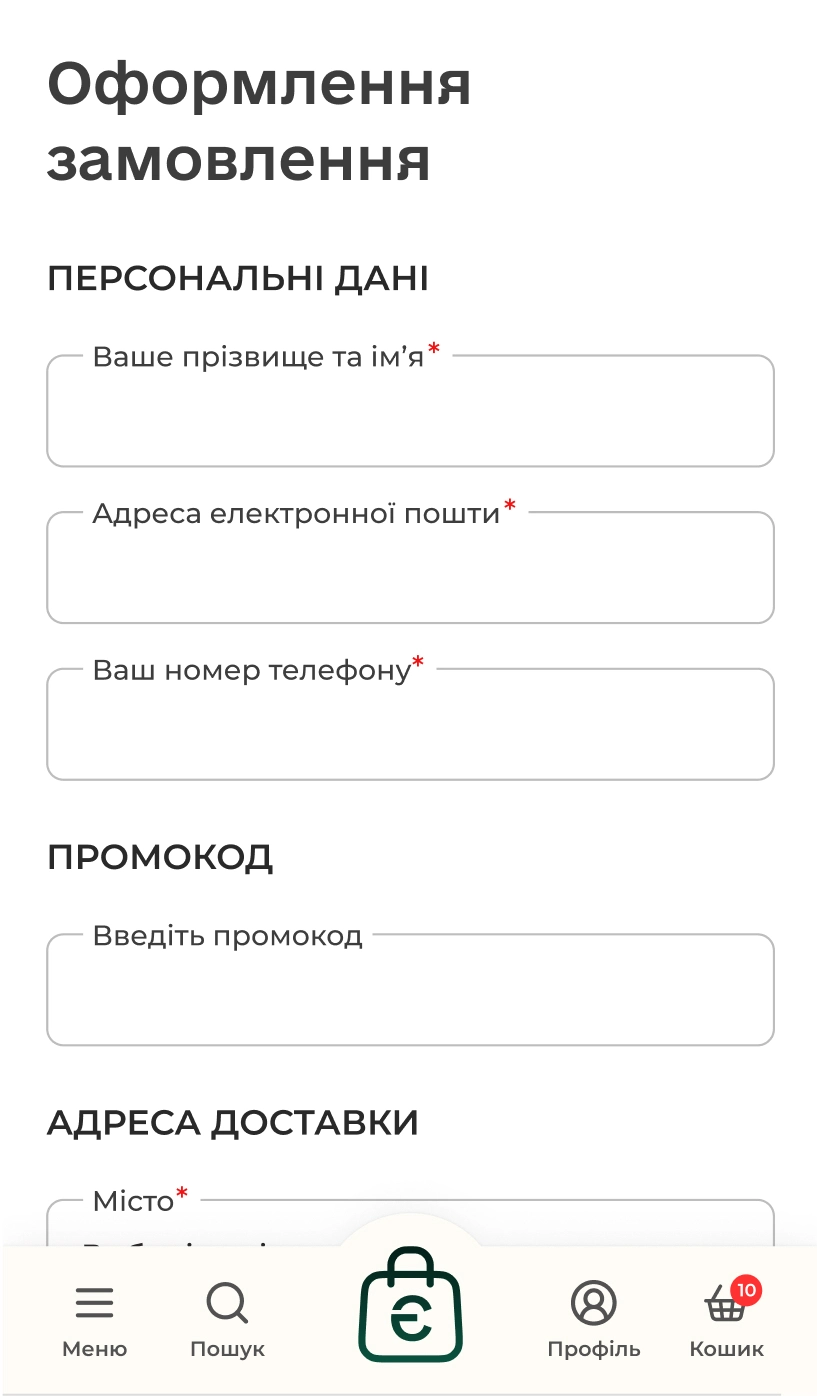 Оформлення
замовлення
ПЕРСОНАЛЬНІ ДАНІ
Ваше прізвище та ім’я*
Адреса електронної пошти*
Ваш номер телефону*
ПРОМОКОД
Введіть промокод
АДРЕСА ДОСТАВКИ
Місто*
Є
10
Меню
Пошук
Профіль
Кошик